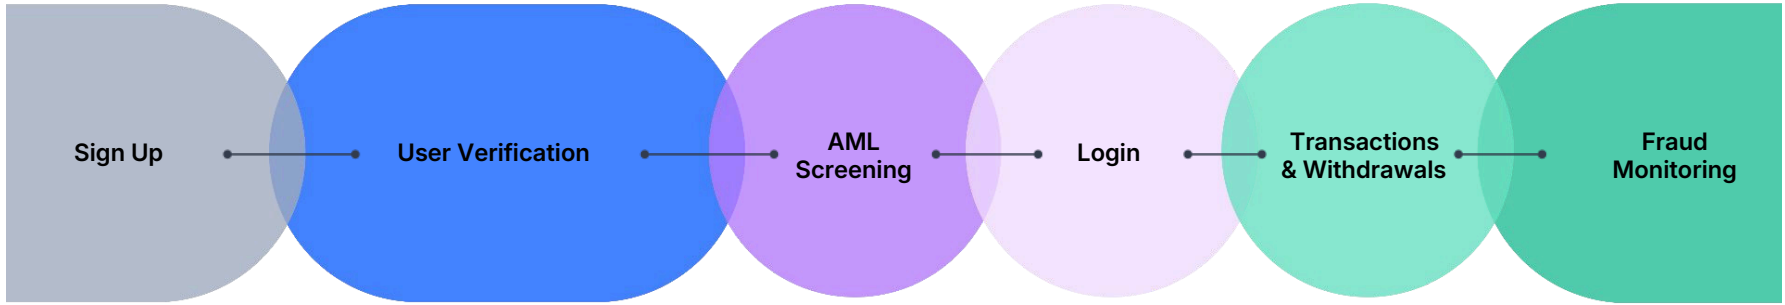 Sign Up
User Verification
AML
Screening
Login
Transactions
& Withdrawals
Fraud
Monitoring